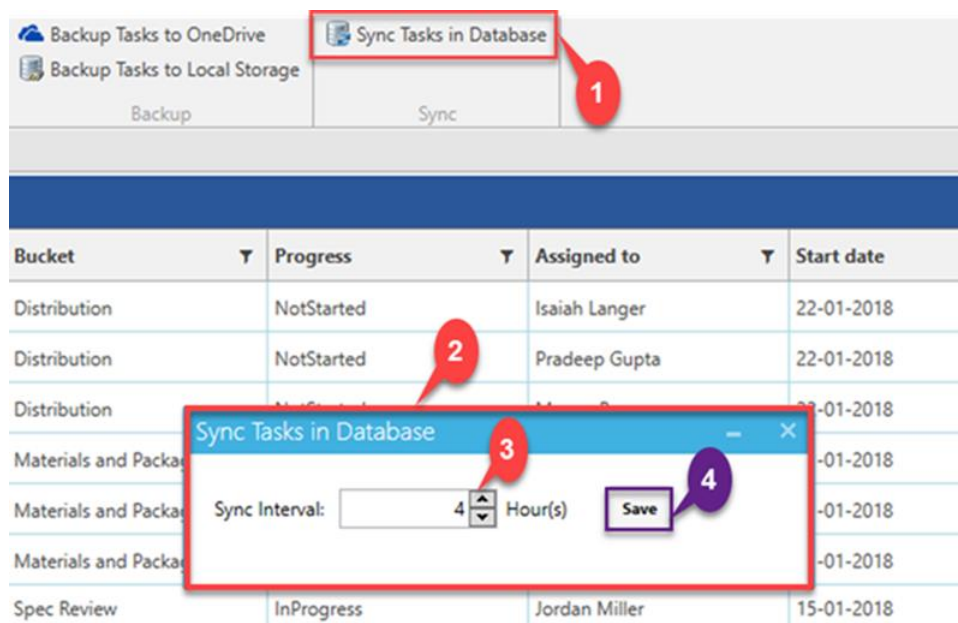 Backup Tasks to OneDrive Sync Tasks in Database
Backup Tasks to Local Storage
1
Backup Sync
Bucket Progress Assigned to Start date
Distribution NotStarted Isaiah Langer 22-01-2018
2
Distribution NotStarted Pradeep Gupta 22-01-2018
Distribution -01-2018
Sync Tasks in Database
3
Materials and Packa -01-2018
4
Materials and Packa Sync Interval: 4 Hour(s) Save -01-2018
Materials and Packa -01-2018
Spec Review InProgress Jordan Miller 15-01-2018